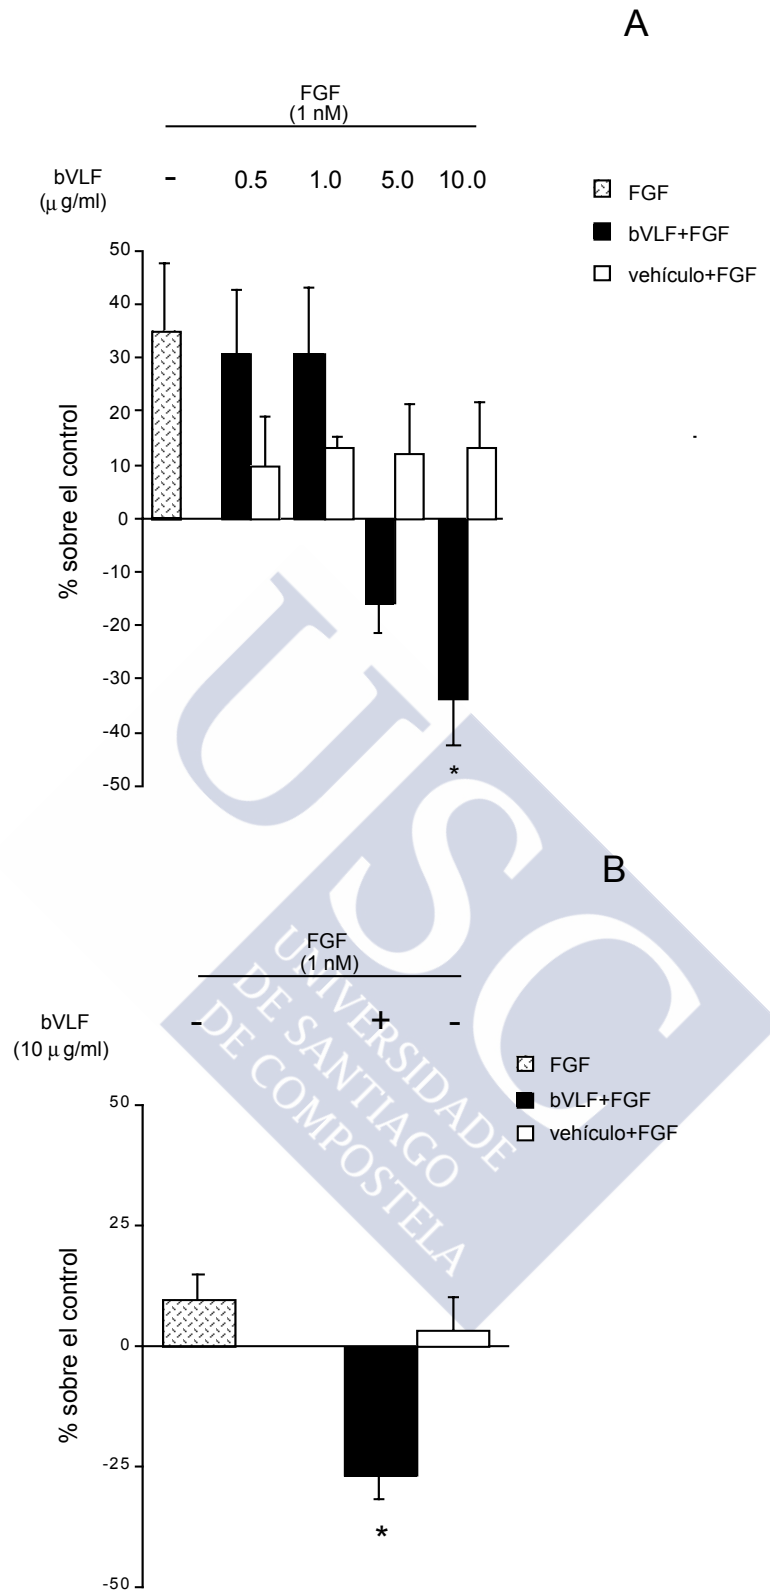 A
FGF
(1 nM)
bVLF
(μ g/ml)
- 0.5 1.0 5.0 10.0
FGF
bVLF+FGF
vehículo+FGF
50
40
30
20
10
0
-10
-20
-30
-40
-50
% sobre el control
*
USC
UNIVERSIDADE
DE SANTIAGO
DE COMPOSTELA
B
FGF
(1 nM)
bVLF
(10 μ g/ml)
- + -
FGF
bVLF+FGF
vehículo+FGF
50
25
0
-25
-50
% sobre el control
*